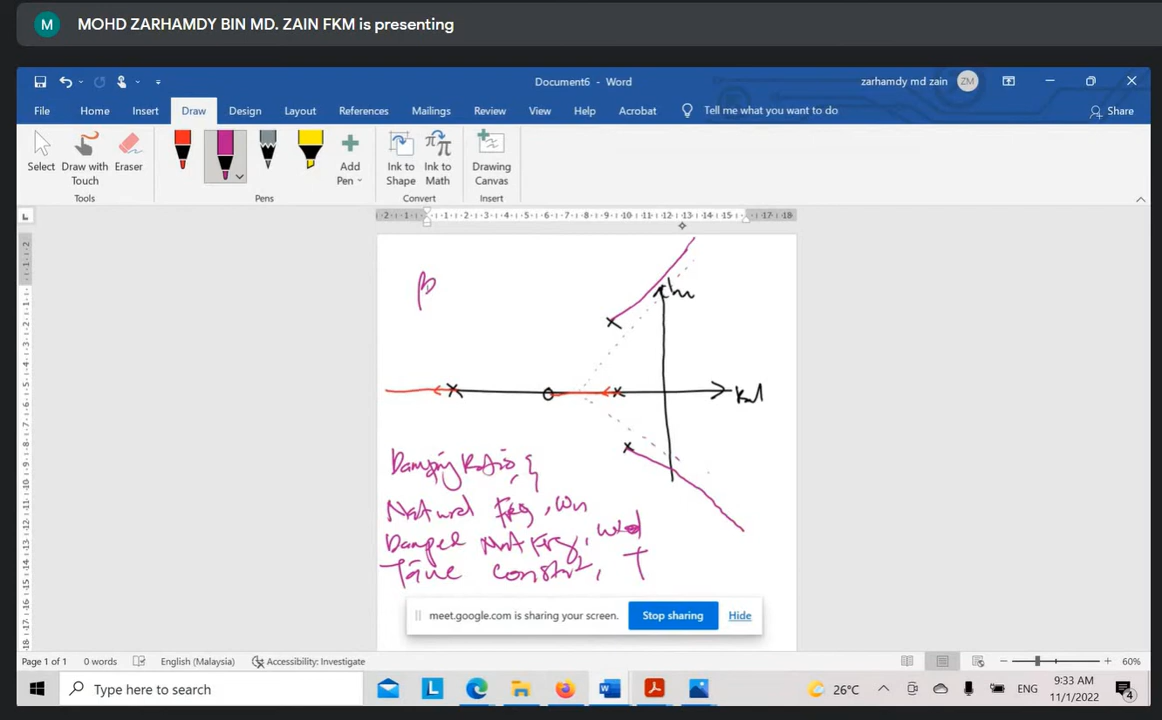 M MOHD ZARHAMDY BIN MD. ZAIN FKM is presenting
Document6 - Word
zarhamdy md zain ZM
File Home Insert Draw Design Layout References Mailings Review View Help Acrobat Tell me what you want to do Share
Select Draw with Touch Eraser Add Pen Ink to Shape Ink to Math Drawing Canvas
Tools Pens Convert Insert
β
Im
Real
Damping Ratio, ξ
Natural Frq, ωn
Damped Nat Frq, ωd
Time constant, T
meet.google.com is sharing your screen. Stop sharing Hide
Page 1 of 1 0 words English (Malaysia) Accessibility: Investigate 60%
Type here to search
L
26°C ENG 9:33 AM
11/1/2022 4